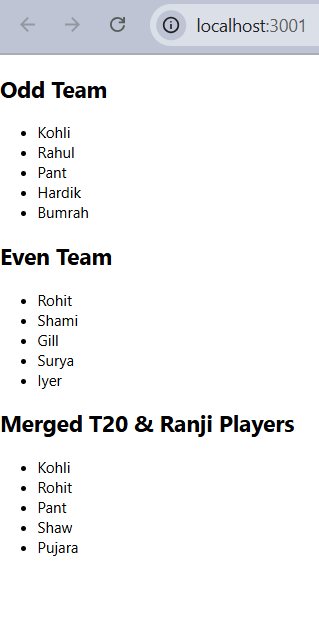 localhost:3001
Odd Team
Kohli
Rahul
Pant
Hardik
Bumrah
Even Team
Rohit
Shami
Gill
Surya
Iyer
Merged T20 & Ranji Players
Kohli
Rohit
Pant
Shaw
Pujara